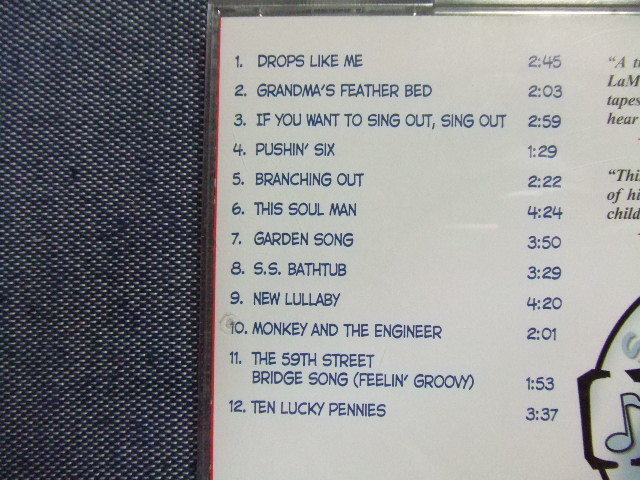 1. DROPS LIKE ME 2:45
2. GRANDMA'S FEATHER BED 2:03
3. IF YOU WANT TO SING OUT, SING OUT 2:59
4. PUSHIN' SIX 1:29
5. BRANCHING OUT 2:22
6. THIS SOUL MAN 4:24
7. GARDEN SONG 3:50
8. S.S. BATHTUB 3:29
9. NEW LULLABY 4:20
10. MONKEY AND THE ENGINEER 2:01
11. THE 59TH STREET
BRIDGE SONG (FEELIN' GROOVY) 1:53
12. TEN LUCKY PENNIES 3:37
"A
LaM
tapes
hear
"This
of hi
child